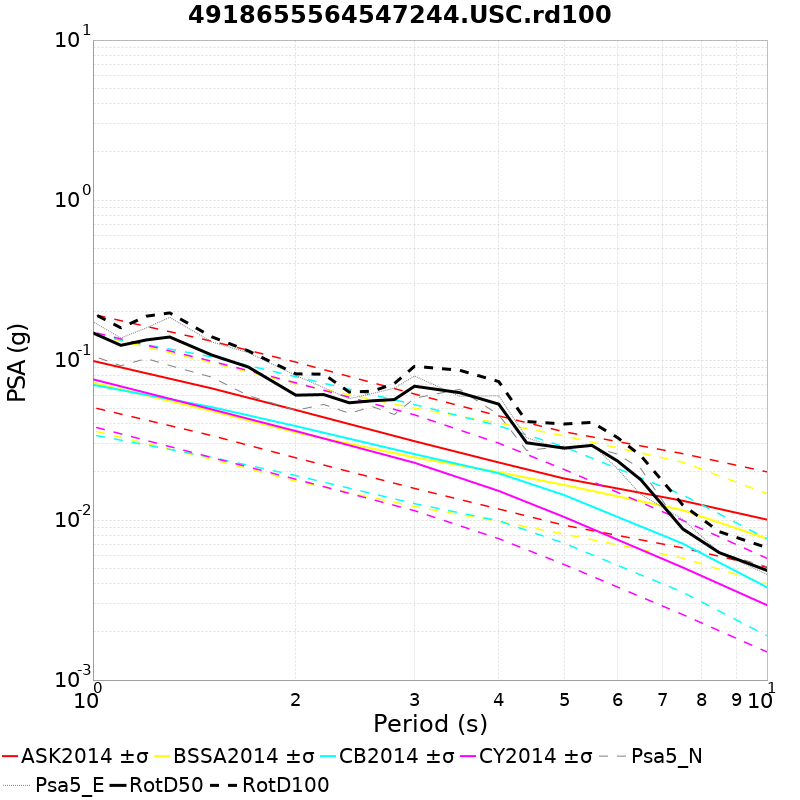 4918655564547244.USC.rd100
10^1
10^0
10^-1
10^-2
10^-3
PSA (g)
10^0 2 3 4 5 6 7 8 9 10^1
Period (s)
ASK2014 ±σ BSSA2014 ±σ CB2014 ±σ CY2014 ±σ Psa5_N
Psa5_E RotD50 RotD100